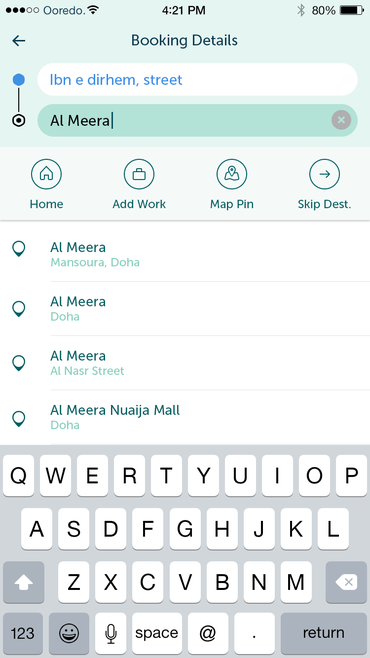 Ooredoo. 4:21 PM 80%
Booking Details
Ibn e dirhem, street
Al Meera
Home Add Work Map Pin Skip Dest.
Al Meera
Mansoura, Doha
Al Meera
Doha
Al Meera
Al Nasr Street
Al Meera Nuaija Mall
Doha
Q W E R T Y U I O P
A S D F G H J K L
Z X C V B N M
123 space @ . return